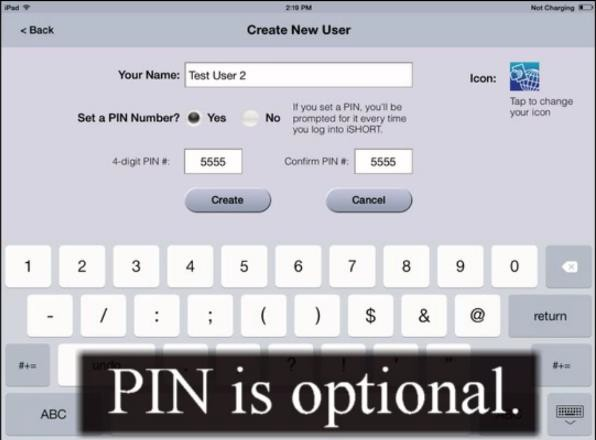 iPad 2:19 PM Not Charging
< Back Create New User
Your Name: Test User 2 Icon:
Tap to change
your icon
Set a PIN Number? Yes No If you set a PIN, you'll be
prompted for it every time
you log into iSHORT.
4-digit PIN #: 5555 Confirm PIN #: 5555
Create Cancel
1 2 3 4 5 6 7 8 9 0
- / : ; ( ) $ & @ return
#+= undo . , ? ! ' " #+=
ABC
PIN is optional.